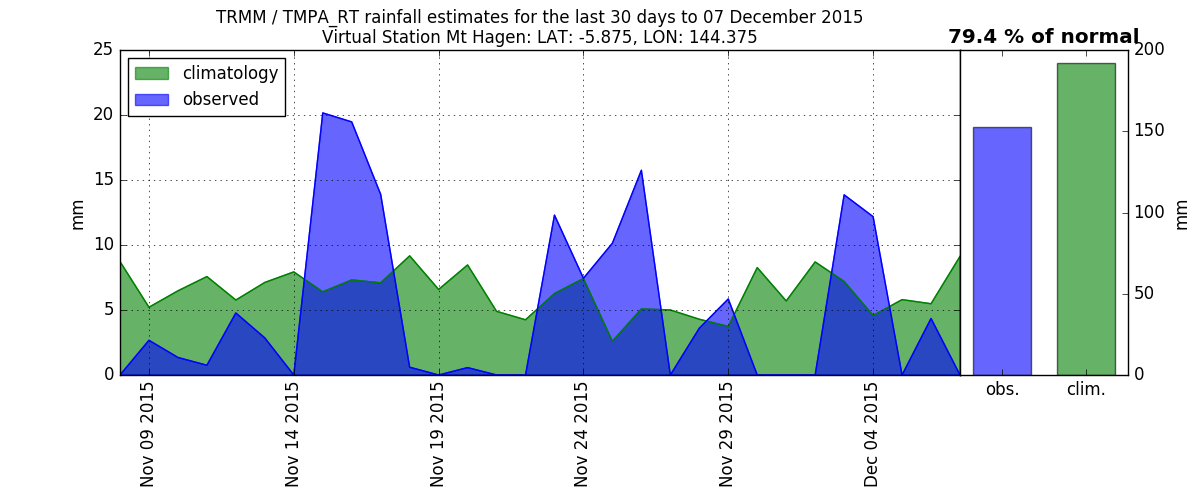 TRMM / TMPA_RT rainfall estimates for the last 30 days to 07 December 2015
Virtual Station Mt Hagen: LAT: -5.875, LON: 144.375
79.4 % of normal
climatology
observed
25
20
15
10
5
0
mm
Nov 09 2015
Nov 14 2015
Nov 19 2015
Nov 24 2015
Nov 29 2015
Dec 04 2015
200
150
100
50
0
mm
obs.
clim.